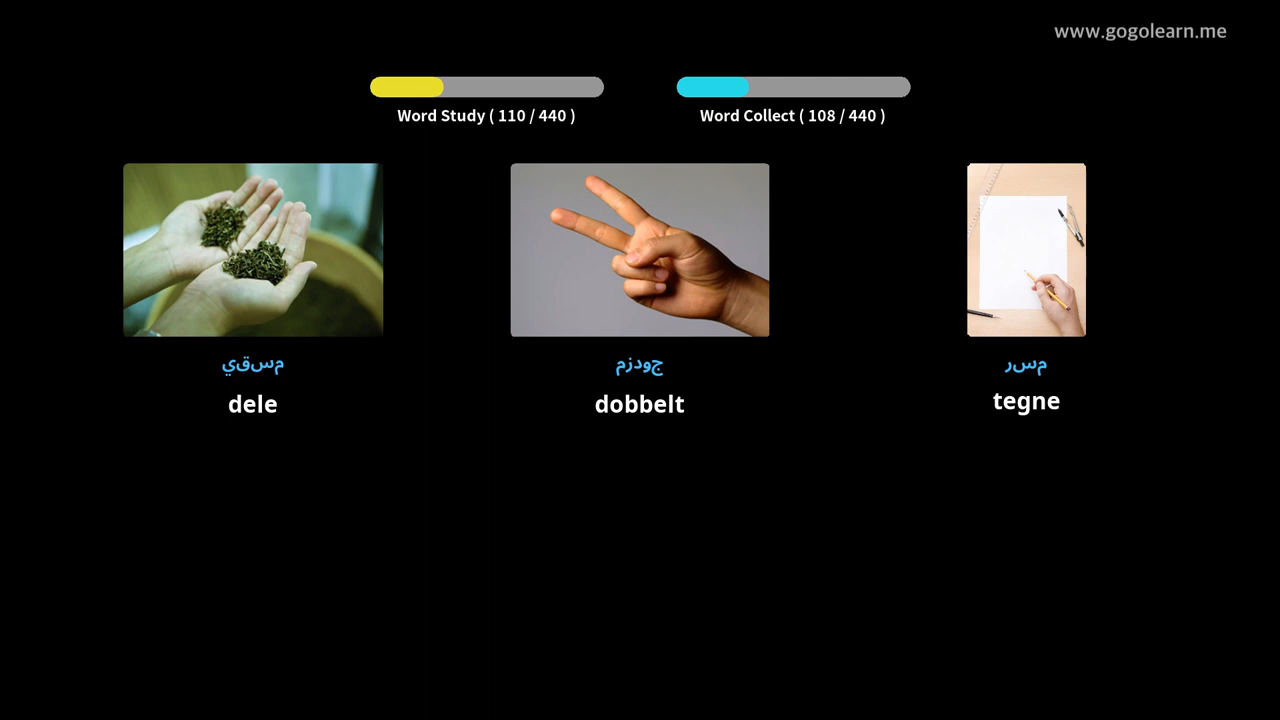 www.gogolearn.me
Word Study ( 110 / 440 )
Word Collect ( 108 / 440 )
مسقي
dele
جودزم
dobbelt
مسر
tegne